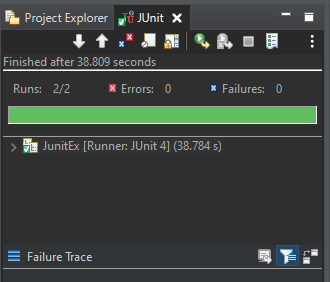 Project Explorer JUnit
Finished after 38.809 seconds
Runs: 2/2 Errors: 0 Failures: 0
JunitEx [Runner: JUnit 4] (38.784 s)
Failure Trace